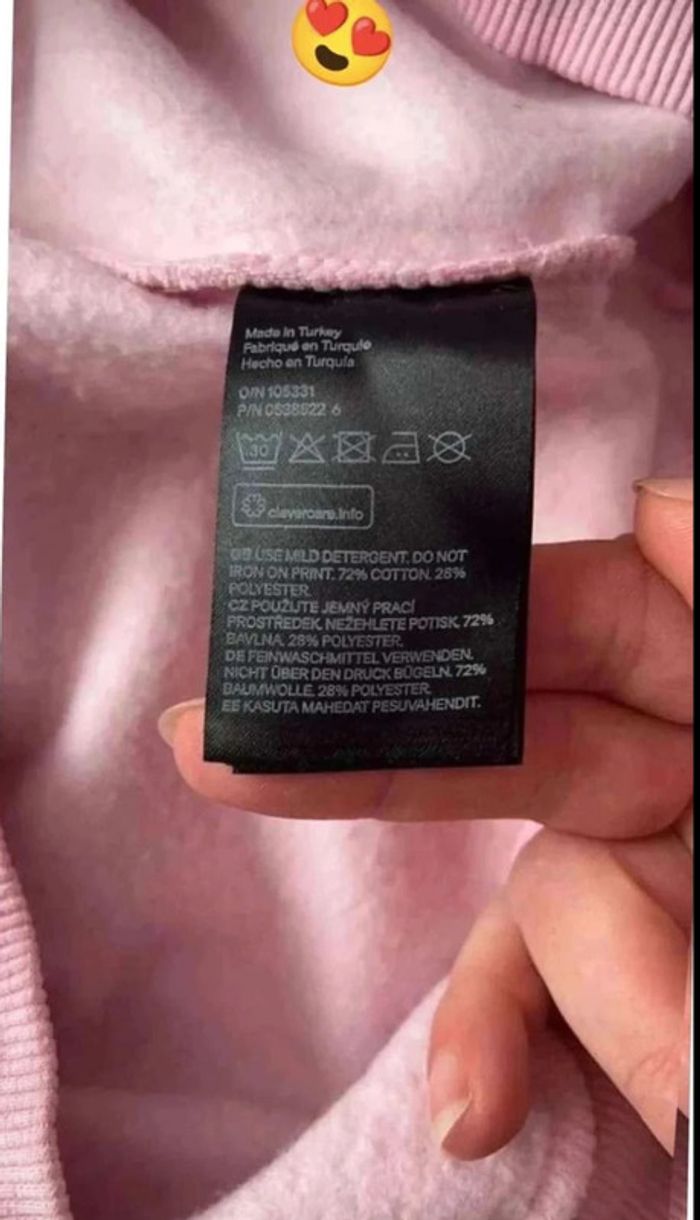 Made in Turkey
Fabriqué en Turquie
Hecho en Turquía
O/N 105331
P/N 0538522 6
30
clevercare.info
GB USE MILD DETERGENT. DO NOT
IRON ON PRINT. 72% COTTON. 28%
POLYESTER.
CZ POUŽIJTE JEMNÝ PRACÍ
PROSTŘEDEK. NEŽEHLETE POTISK. 72%
BAVLNA, 28% POLYESTER.
DE FEINWASCHMITTEL VERWENDEN.
NICHT ÜBER DEN DRUCK BÜGELN. 72%
BAUMWOLLE. 28% POLYESTER.
EE KASUTA MAHEDAT PESUVAHENDIT.